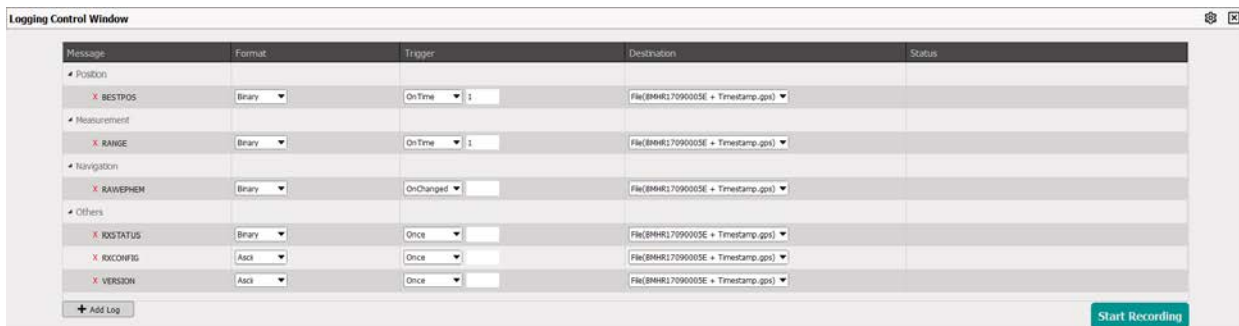 Logging Control Window
Message Format Trigger Destination Status
Position
X BESTPOS Binary OnTime 1 File(BMHR17090005E + Timestamp.gps)
Measurement
X RANGE Binary OnTime 1 File(BMHR17090005E + Timestamp.gps)
Navigation
X RAWEPHEM Binary OnChanged File(BMHR17090005E + Timestamp.gps)
Others
X RXSTATUS Binary Once File(BMHR17090005E + Timestamp.gps)
X RXCONFIG Ascii Once File(BMHR17090005E + Timestamp.gps)
X VERSION Ascii Once File(BMHR17090005E + Timestamp.gps)
+ Add Log
Start Recording